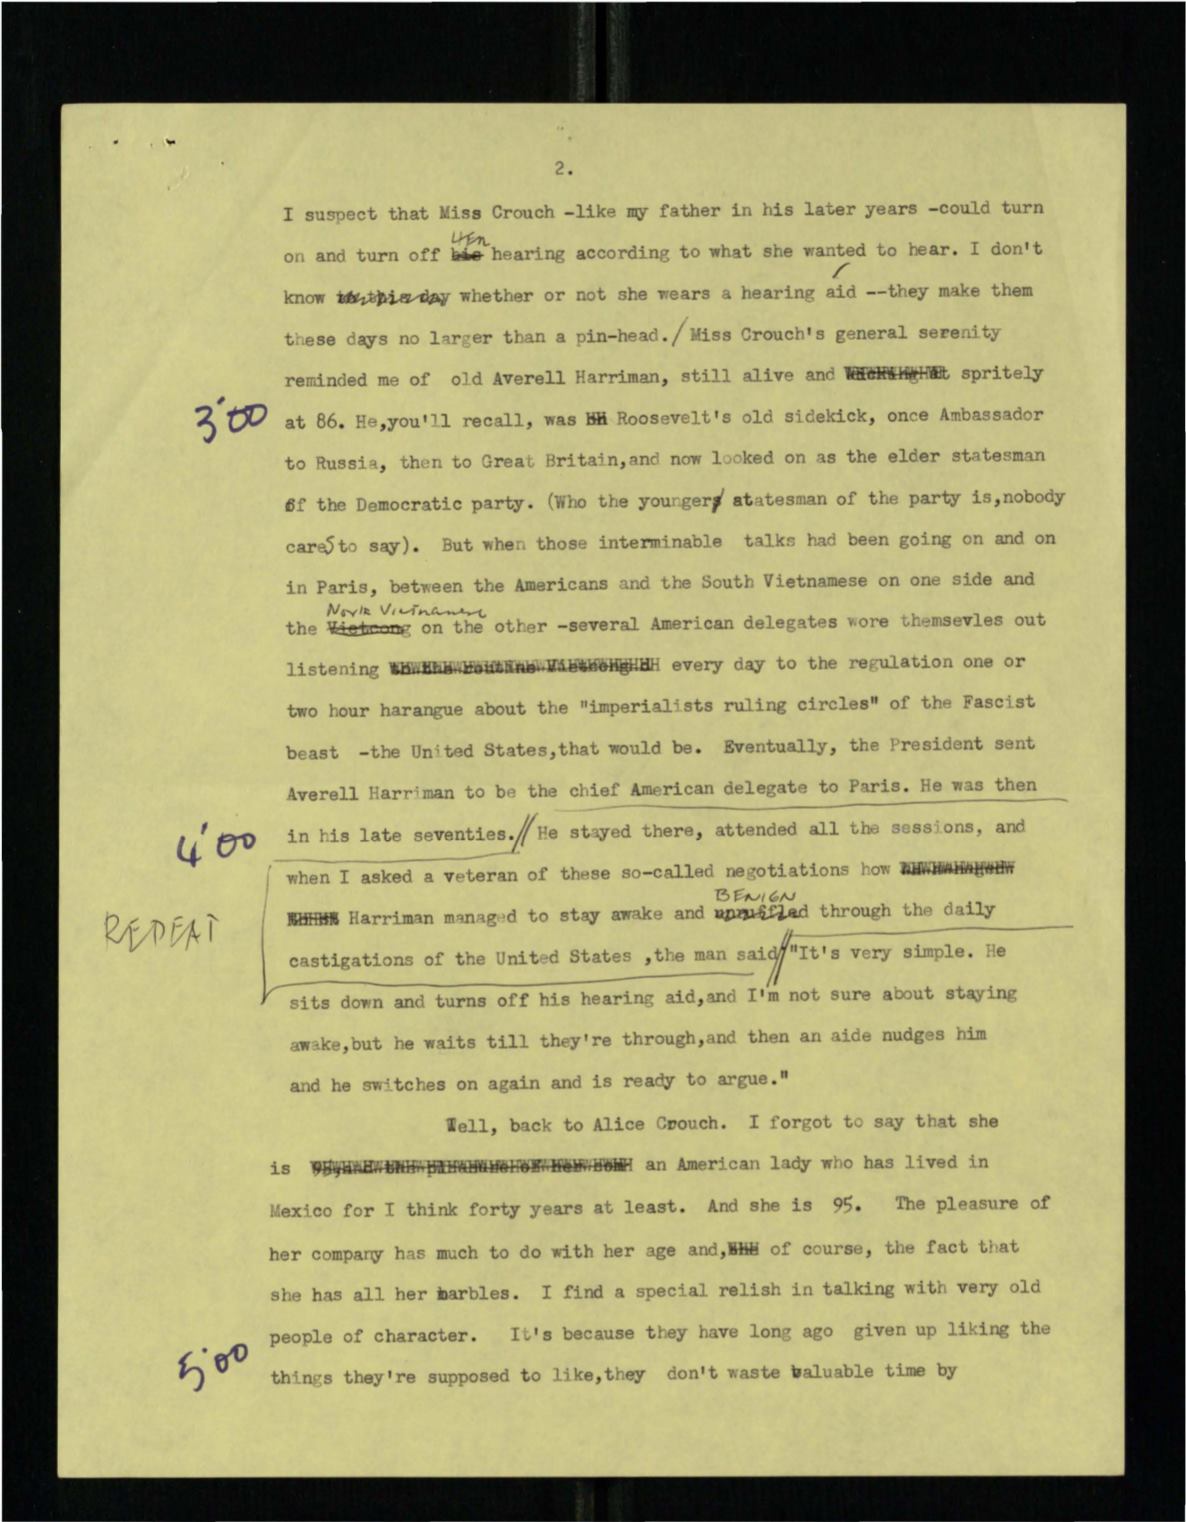 2.
I suspect that Miss Crouch -like my father in his later years -could turn
HER
on and turn off his hearing according to what she wanted to hear. I don't
know to this day whether or not she wears a hearing aid --they make them
these days no larger than a pin-head./ Miss Crouch's general serenity
reminded me of old Averell Harriman, still alive and spritely
3'00
at 86. He,you'll recall, was Roosevelt's old sidekick, once Ambassador
to Russia, then to Great Britain,and now looked on as the elder statesman
of the Democratic party. (Who the younger statesman of the party is,nobody
cares to say). But when those interminable talks had been going on and on
in Paris, between the Americans and the South Vietnamese on one side and
North Vietnamese
the Vietcong on the other -several American delegates wore themsevles out
listening every day to the regulation one or
two hour harangue about the "imperialists ruling circles" of the Fascist
beast -the United States,that would be. Eventually, the President sent
Averell Harriman to be the chief American delegate to Paris. He was then
4'00
in his late seventies.// He stayed there, attended all the sessions, and
when I asked a veteran of these so-called negotiations how
BENIGN
REPEAT
Harriman managed to stay awake and unruffled through the daily
castigations of the United States ,the man said// "It's very simple. He
sits down and turns off his hearing aid,and I'm not sure about staying
awake,but he waits till they're through,and then an aide nudges him
and he switches on again and is ready to argue."
Well, back to Alice Crouch. I forgot to say that she
is an American lady who has lived in
Mexico for I think forty years at least. And she is 95. The pleasure of
her company has much to do with her age and, of course, the fact that
she has all her marbles. I find a special relish in talking with very old
people of character. It's because they have long ago given up liking the
5'00
things they're supposed to like,they don't waste valuable time by